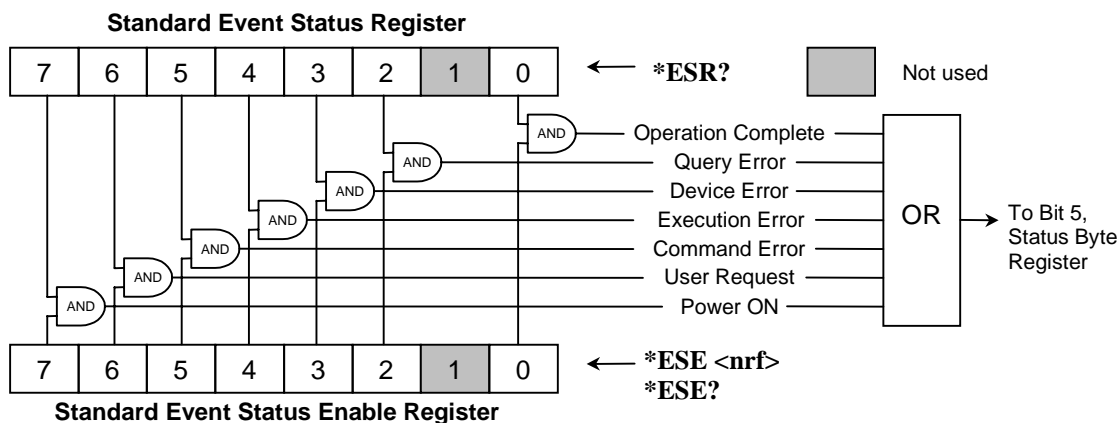 Standard Event Status Register
7 6 5 4 3 2 1 0
*ESR?
Not used
AND
Operation Complete
AND
Query Error
AND
Device Error
AND
Execution Error
AND
Command Error
AND
User Request
AND
Power ON
OR
To Bit 5,
Status Byte
Register
7 6 5 4 3 2 1 0
*ESE <nrf>
*ESE?
Standard Event Status Enable Register